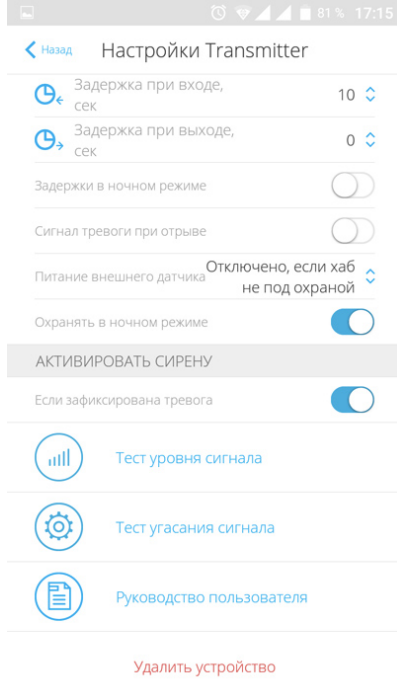 81 % 17:15
Назад Настройки Transmitter
Задержка при входе,
сек 10
Задержка при выходе,
сек 0
Задержки в ночном режиме
Сигнал тревоги при отрыве
Питание внешнего датчика Отключено, если хаб
не под охраной
Охранять в ночном режиме
АКТИВИРОВАТЬ СИРЕНУ
Если зафиксирована тревога
Тест уровня сигнала
Тест угасания сигнала
Руководство пользователя
Удалить устройство